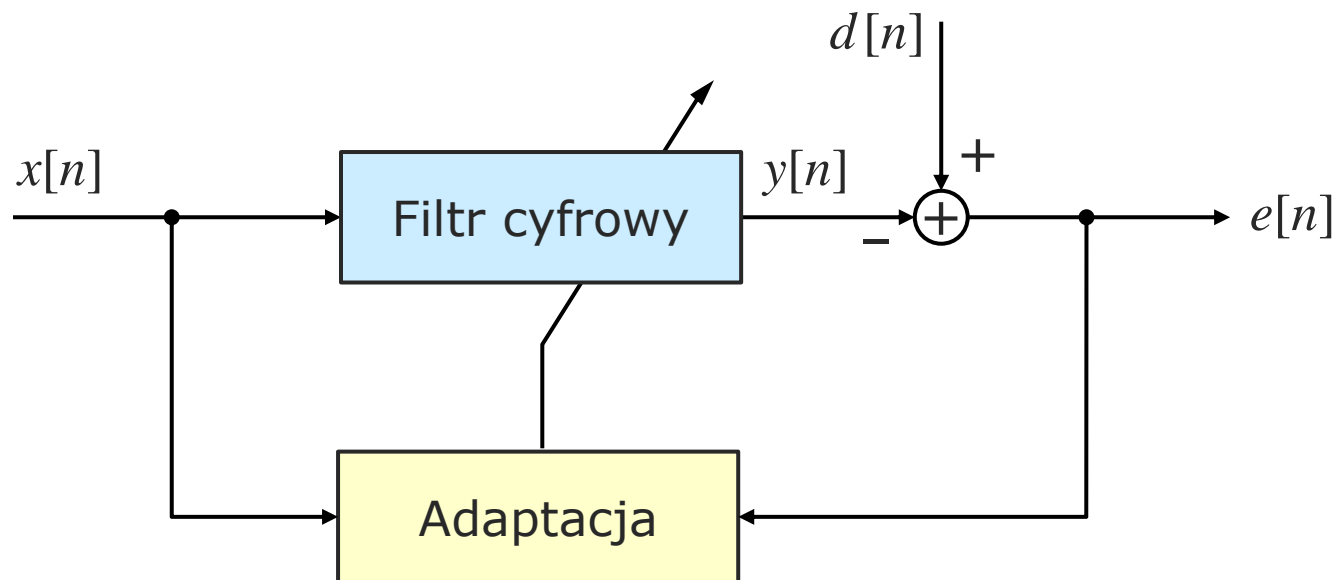 d[n]
x[n]
Filtr cyfrowy
y[n]
+
+
−
e[n]
Adaptacja